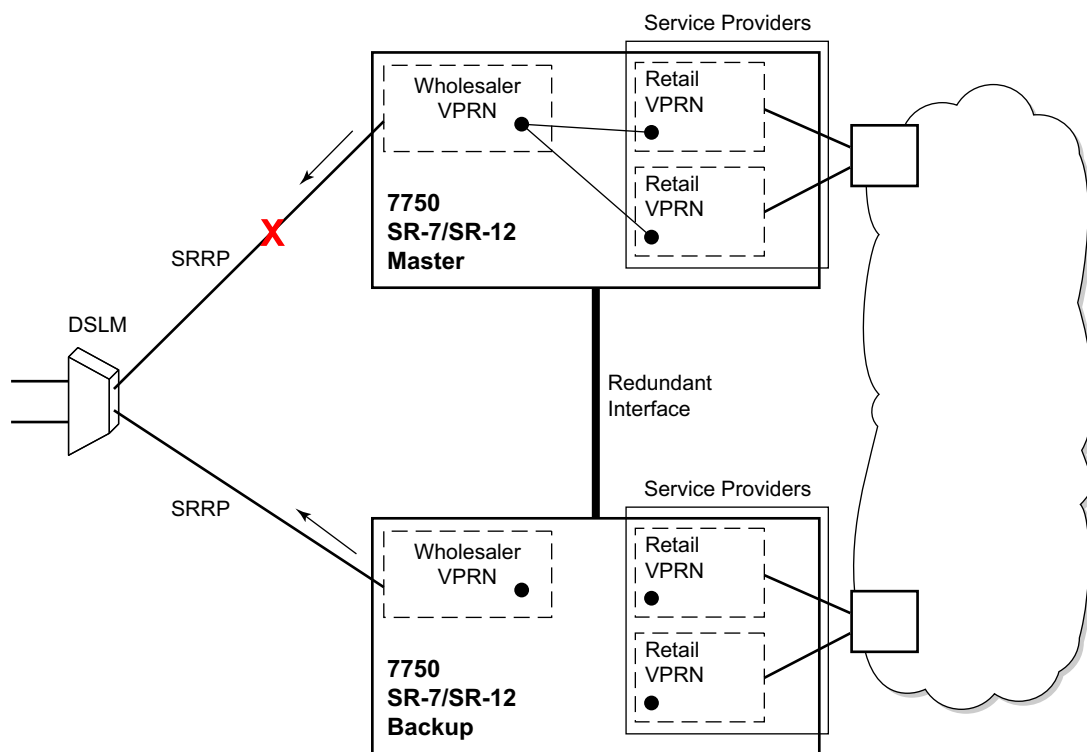 Service Providers
Wholesaler
VPRN
Retail
VPRN
Retail
VPRN
7750
SR-7/SR-12
Master
X
SRRP
DSLM
Redundant
Interface
SRRP
Service Providers
Wholesaler
VPRN
Retail
VPRN
Retail
VPRN
7750
SR-7/SR-12
Backup